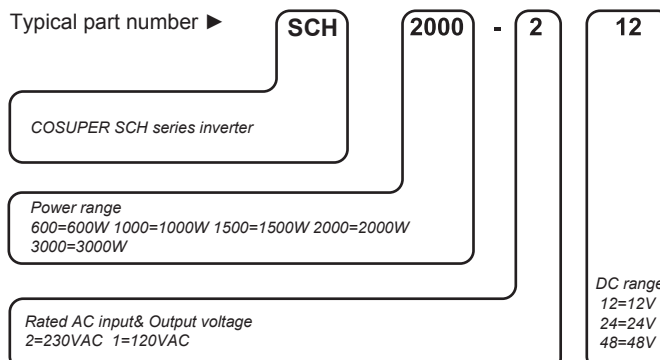 Typical part number ►
SCH 2000 - 2 12
COSUPER SCH series inverter
Power range
600=600W 1000=1000W 1500=1500W 2000=2000W
3000=3000W
Rated AC input& Output voltage
2=230VAC 1=120VAC
DC range
12=12V
24=24V
48=48V